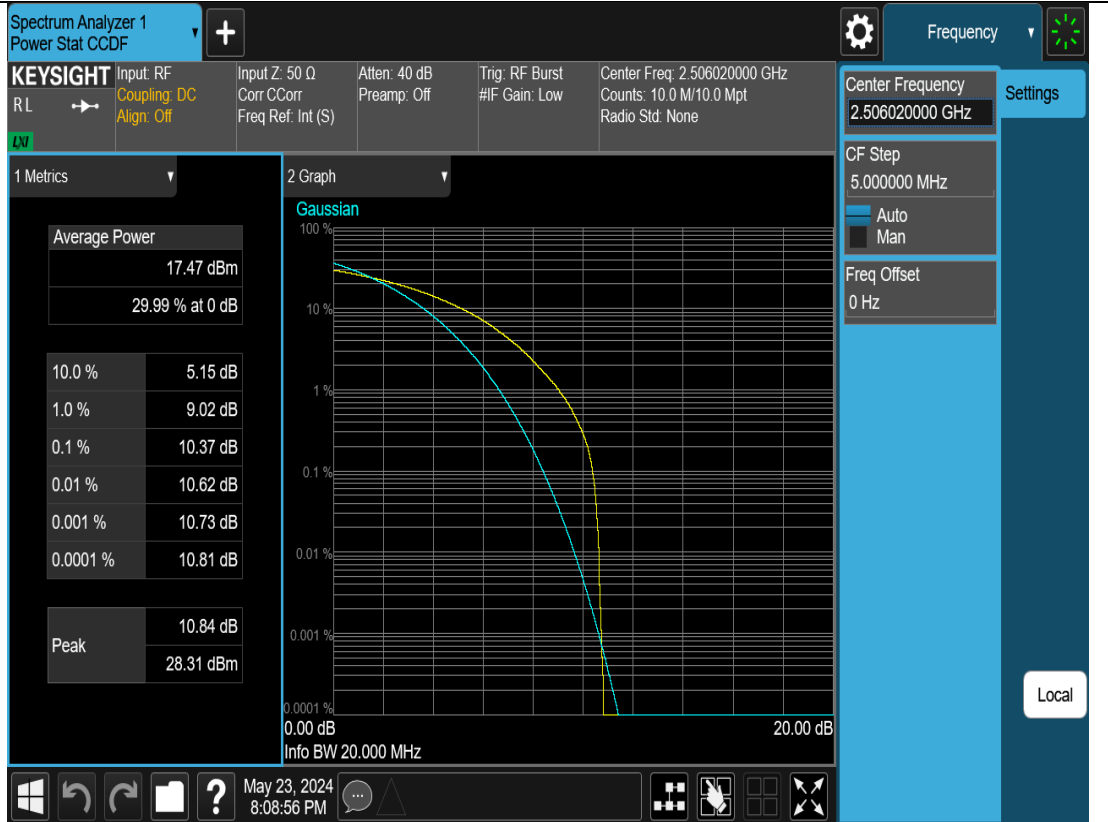 Spectrum Analyzer 1
Power Stat CCDF
+
Frequency
KEYSIGHT
RL
LXI
Input: RF
Coupling: DC
Align: Off
Input Z: 50 Ω
Corr CCorr
Freq Ref: Int (S)
Atten: 40 dB
Preamp: Off
Trig: RF Burst
#IF Gain: Low
Center Freq: 2.506020000 GHz
Counts: 10.0 M/10.0 Mpt
Radio Std: None
Center Frequency
2.506020000 GHz
Settings
CF Step
5.000000 MHz
Auto
Man
Freq Offset
0 Hz
1 Metrics
Average Power
17.47 dBm
29.99 % at 0 dB
10.0 % 5.15 dB
1.0 % 9.02 dB
0.1 % 10.37 dB
0.01 % 10.62 dB
0.001 % 10.73 dB
0.0001 % 10.81 dB
Peak
10.84 dB
28.31 dBm
2 Graph
Gaussian
100 %
10 %
1 %
0.1 %
0.01 %
0.001 %
0.0001 %
0.00 dB 20.00 dB
Info BW 20.000 MHz
Local
?
May 23, 2024
8:08:56 PM